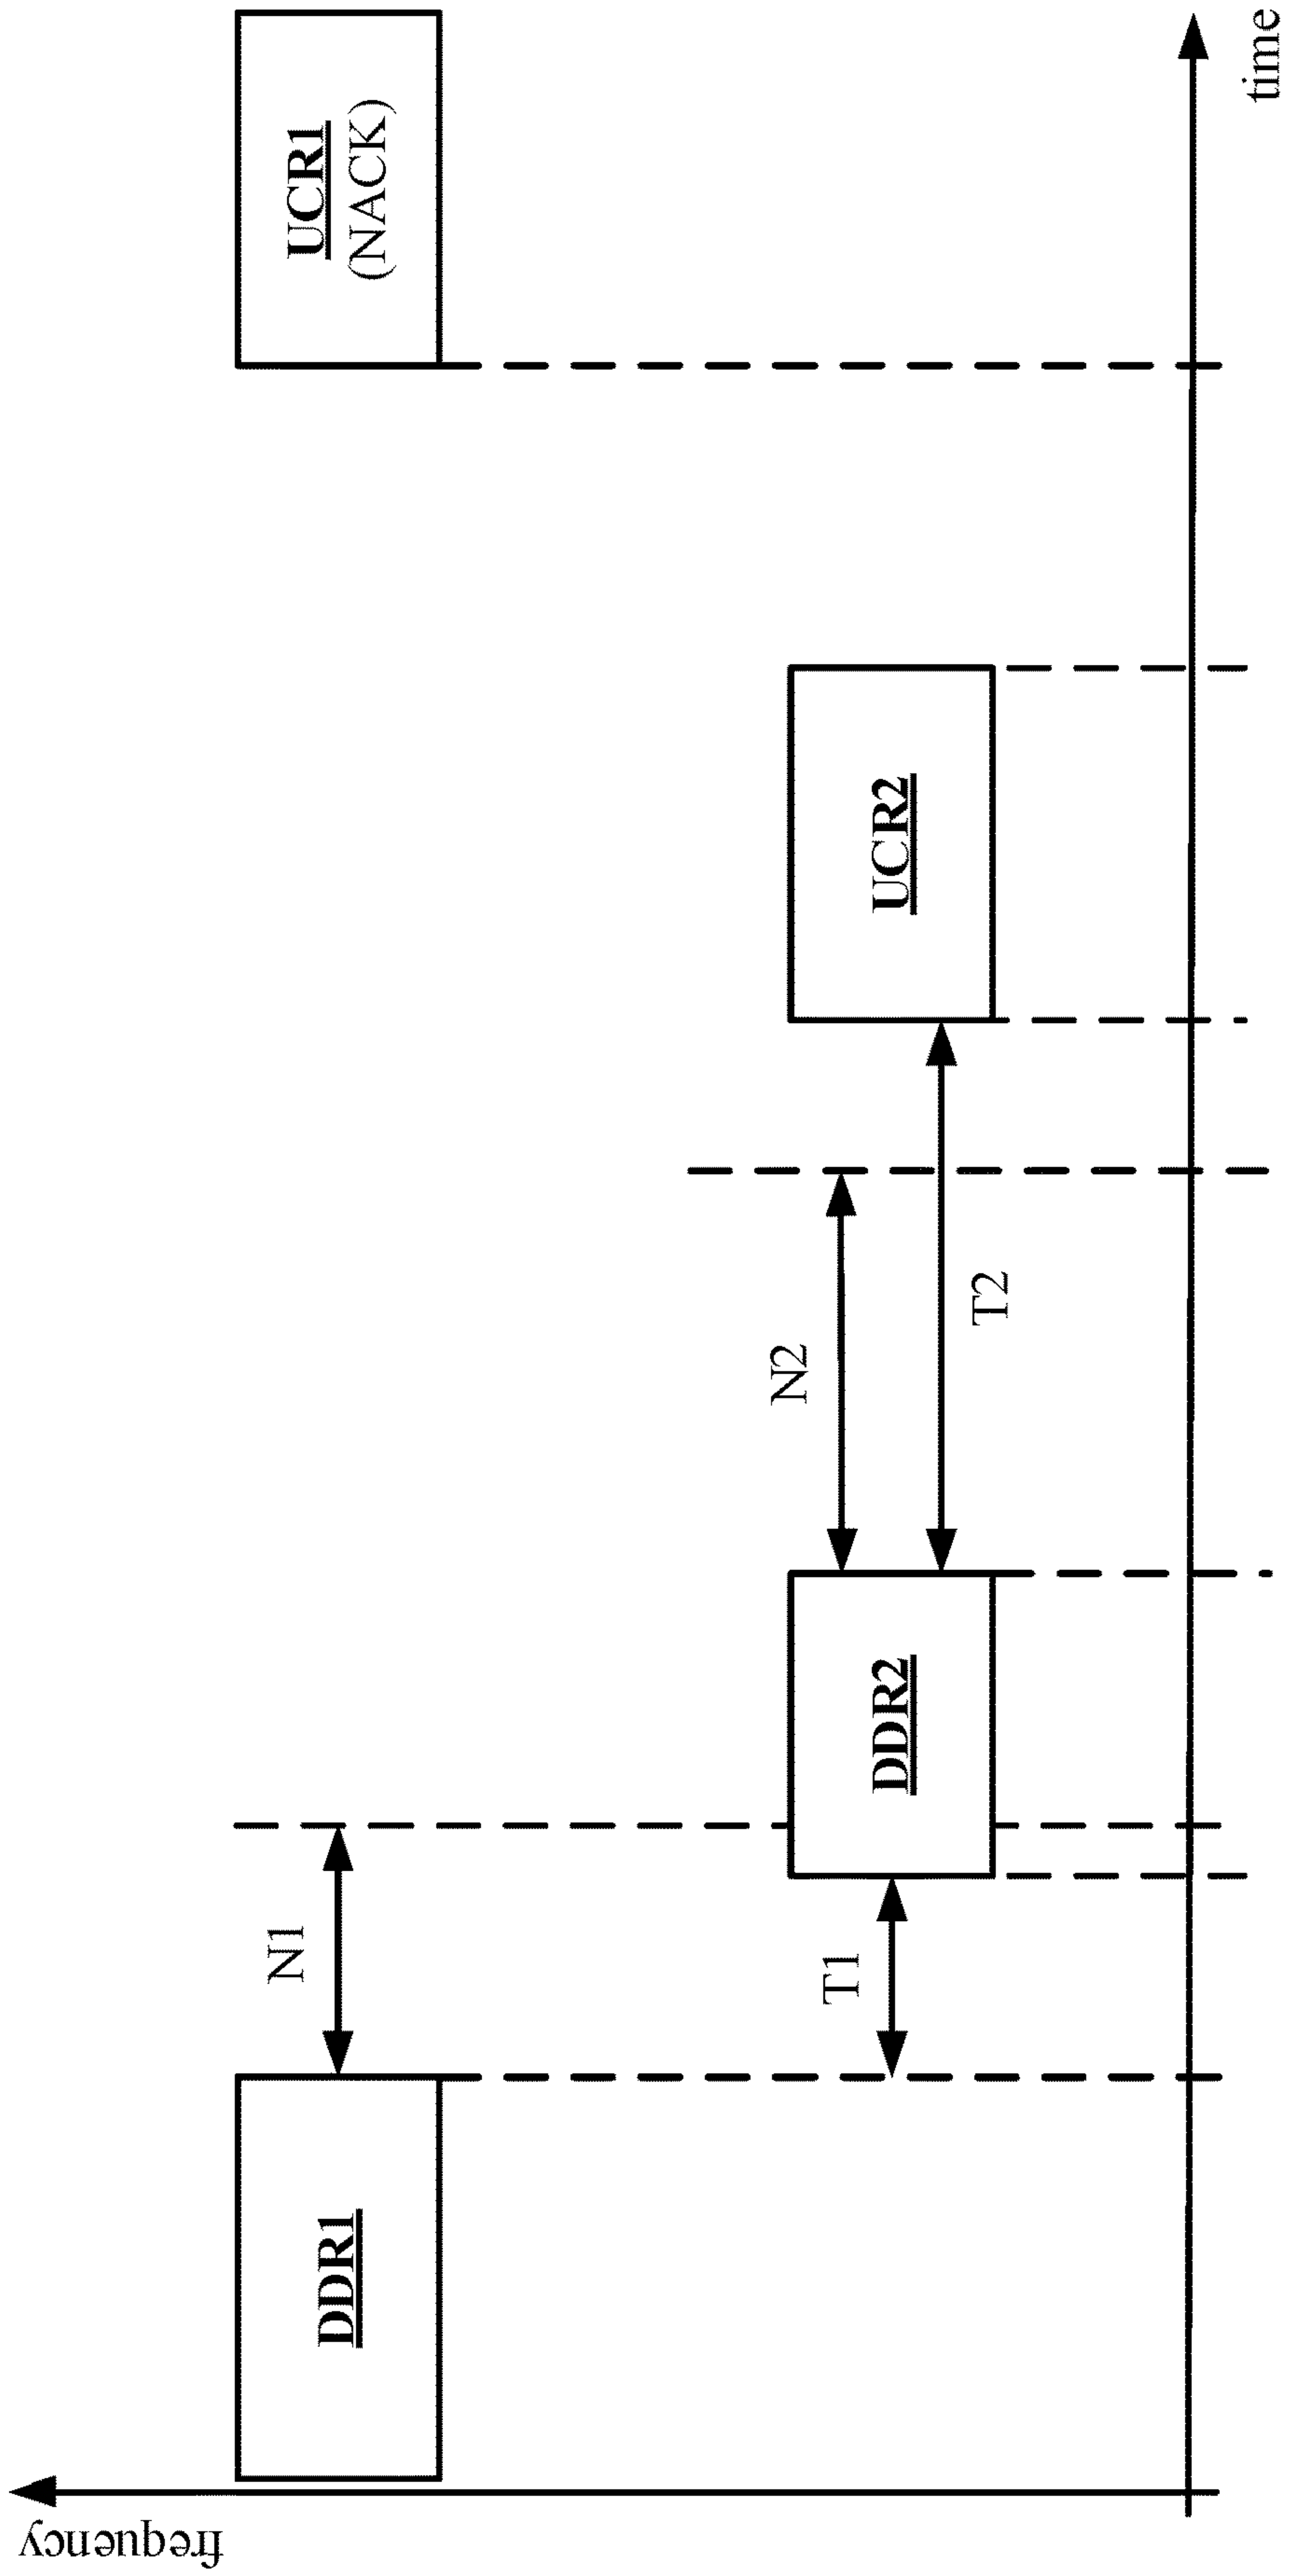 frequency
DDR1
N1
T1
DDR2
N2
T2
UCR2
UCR1
(NACK)
time